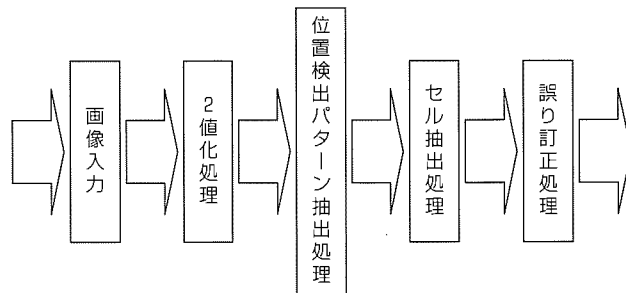 画像入力
2値化処理
位置検出パターン抽出処理
セル抽出処理
誤り訂正処理